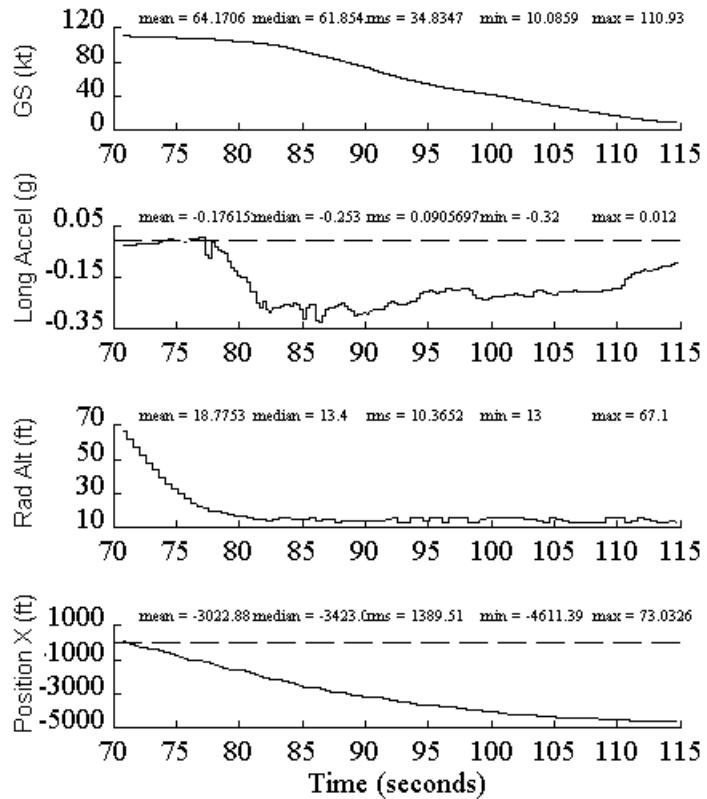 mean = 64.1706 median = 61.854 rms = 34.8347 min = 10.0859 max = 110.93
120
80
40
0
GS (kt)
70 75 80 85 90 95 100 105 110 115
mean = -0.17615 median = -0.253 rms = 0.0905697 min = -0.32 max = 0.012
0.05
-0.15
-0.35
Long Accel (g)
70 75 80 85 90 95 100 105 110 115
mean = 18.7753 median = 13.4 rms = 10.3652 min = 13 max = 67.1
70
50
30
10
Rad Alt (ft)
70 75 80 85 90 95 100 105 110 115
mean = -3022.88 median = -3423.0 rms = 1389.51 min = -4611.39 max = 73.0326
1000
-1000
-3000
-5000
Position X (ft)
70 75 80 85 90 95 100 105 110 115
Time (seconds)